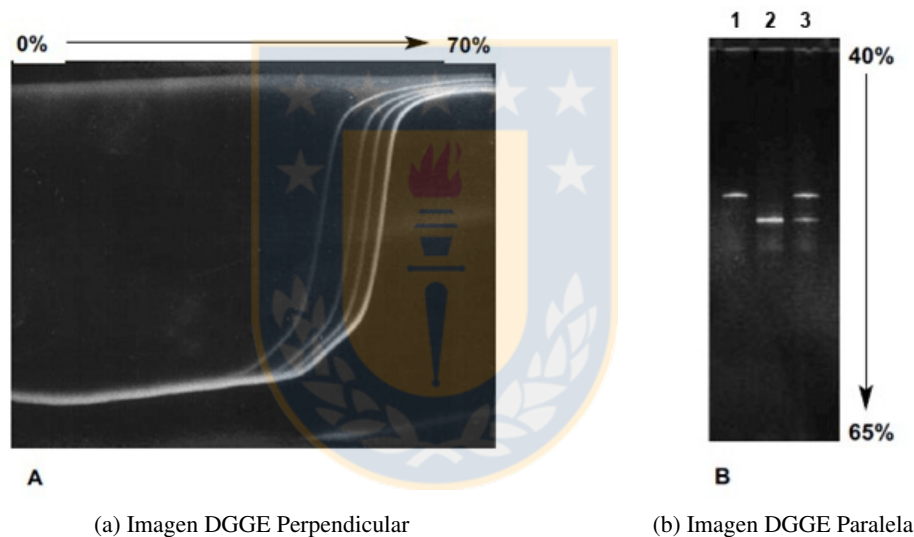 0% 70%
1 2 3
40%
65%
A
B
(a) Imagen DGGE Perpendicular
(b) Imagen DGGE Paralela